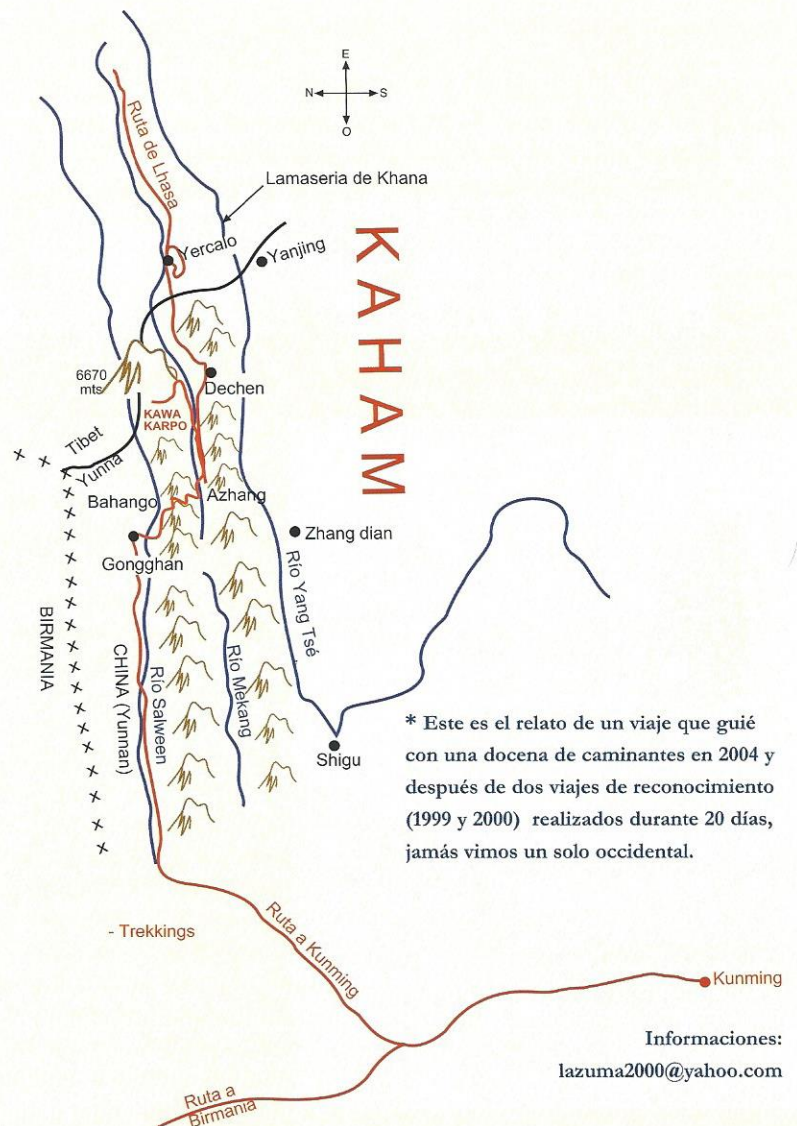 E
N S
O
Ruta de Lhasa
Lamaseria de Khana
Yercalo
Yanjing
KAHAM
6670
mts
Dechen
KAWA
KARPO
Tibet
Yunna
Bahango
Azhang
Gongghan
Zhang dian
BIRMANIA
CHINA (Yunnan)
Río Salween
Río Mekang
Río Yang Tsé
Shigu
* Este es el relato de un viaje que guié
con una docena de caminantes en 2004 y
después de dos viajes de reconocimiento
(1999 y 2000) realizados durante 20 días,
jamás vimos un solo occidental.
- Trekkings
Ruta a Kunming
Kunming
Informaciones:
lazuma2000@yahoo.com
Ruta a
Birmania